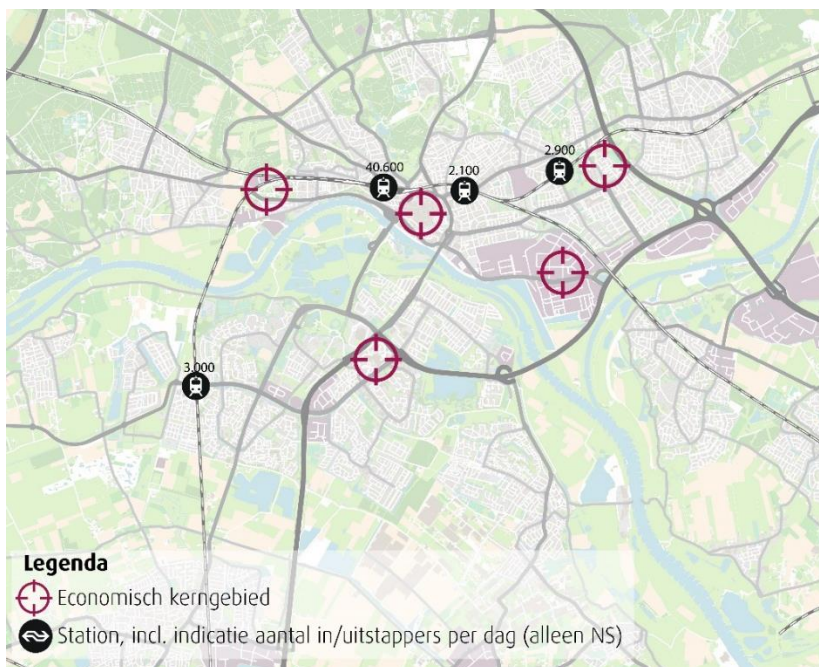 40.600
2.100
2.900
3.000
Legenda
Economisch kerngebied
Station, incl. indicatie aantal in/uitstappers per dag (alleen NS)